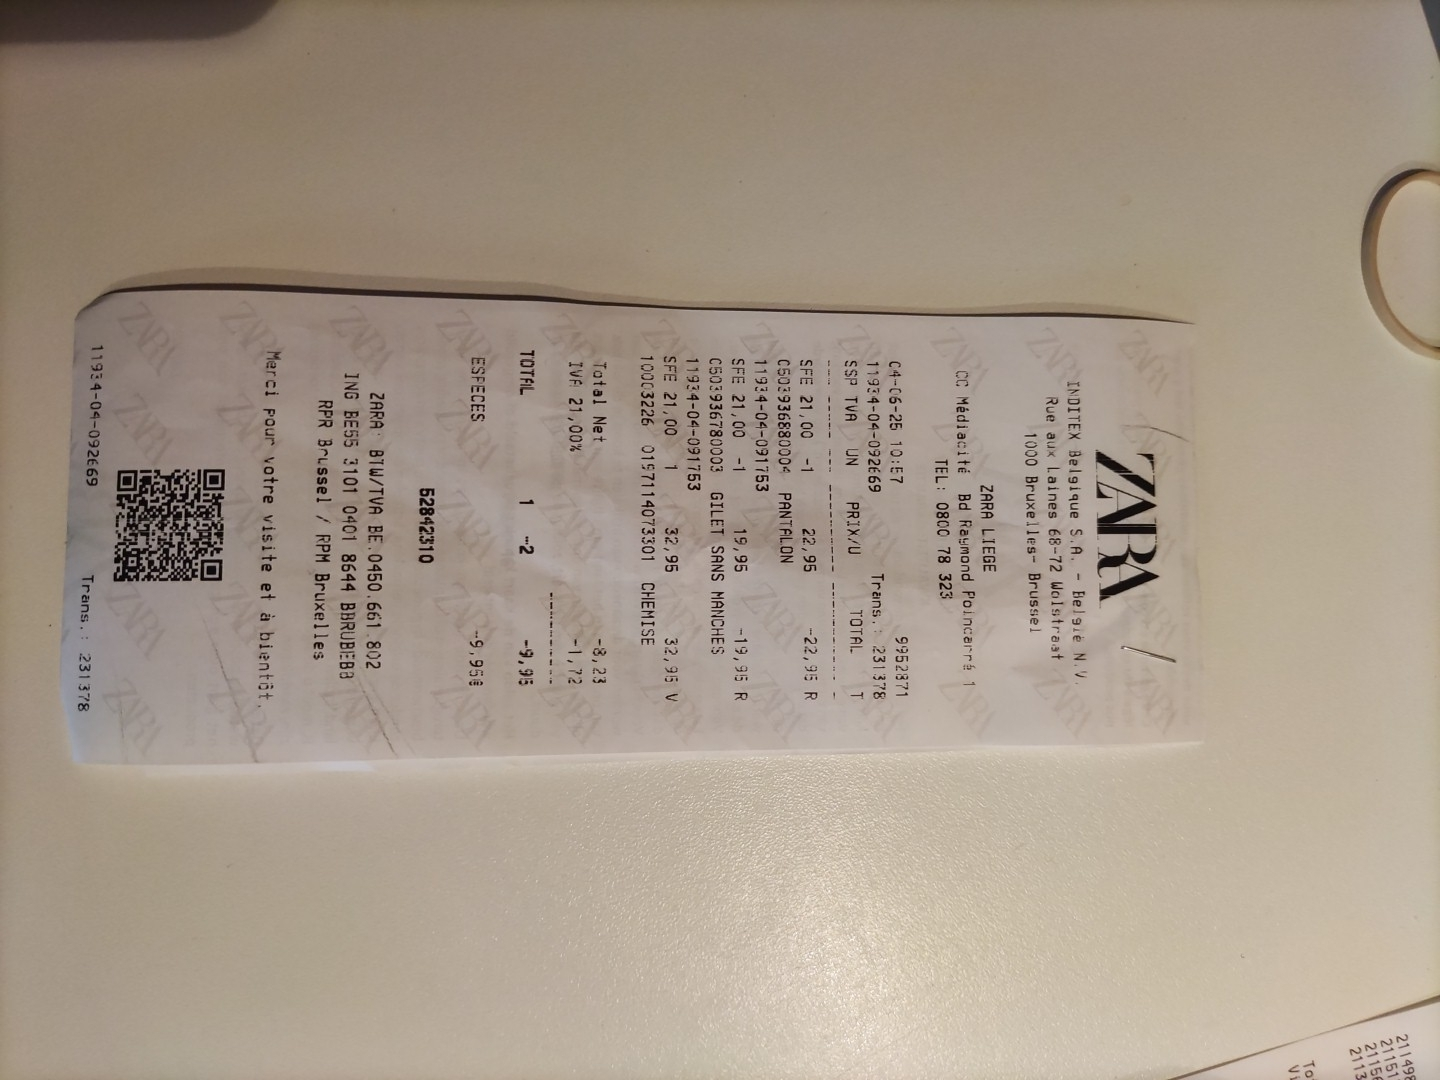 ZARA
INDITEX Belgique S.A. - België N.V.
Rue aux Laines 68-72 Wolstraat
1000 Bruxelles- Brussel
ZARA LIEGE
CC Médiacité Bd Raymond Poincarré 1
TEL: 0800 78 323
9952871
04-06-25 10:57
11934-04-092669 Trans.: 231378
SSP TVA UN PRIX/U TOTAL T
SFE 21,00 -1 22,95 -22,95 R
0503936880004 PANTALON
11934-04-091753
SFE 21,00 -1 19,95 -19,95 R
0503936780003 GILET SANS MANCHES
11934-04-091753
SFE 21,00 1 32,95 32,95 V
10003226 0157114073301 CHEMISE
Total Net -8,23
IVA 21,00% -1,72
TOTAL 1 -2 -9,95
ESPECES -9,95€
52842310
ZARA: BTW/TVA BE.0450.661.802
ING BE55 3101 0401 8644 BBRUBEBB
RPR Brussel / RPM Bruxelles
Merci pour votre visite et à bientôt.
11934-04-092669 Trans.: 231378